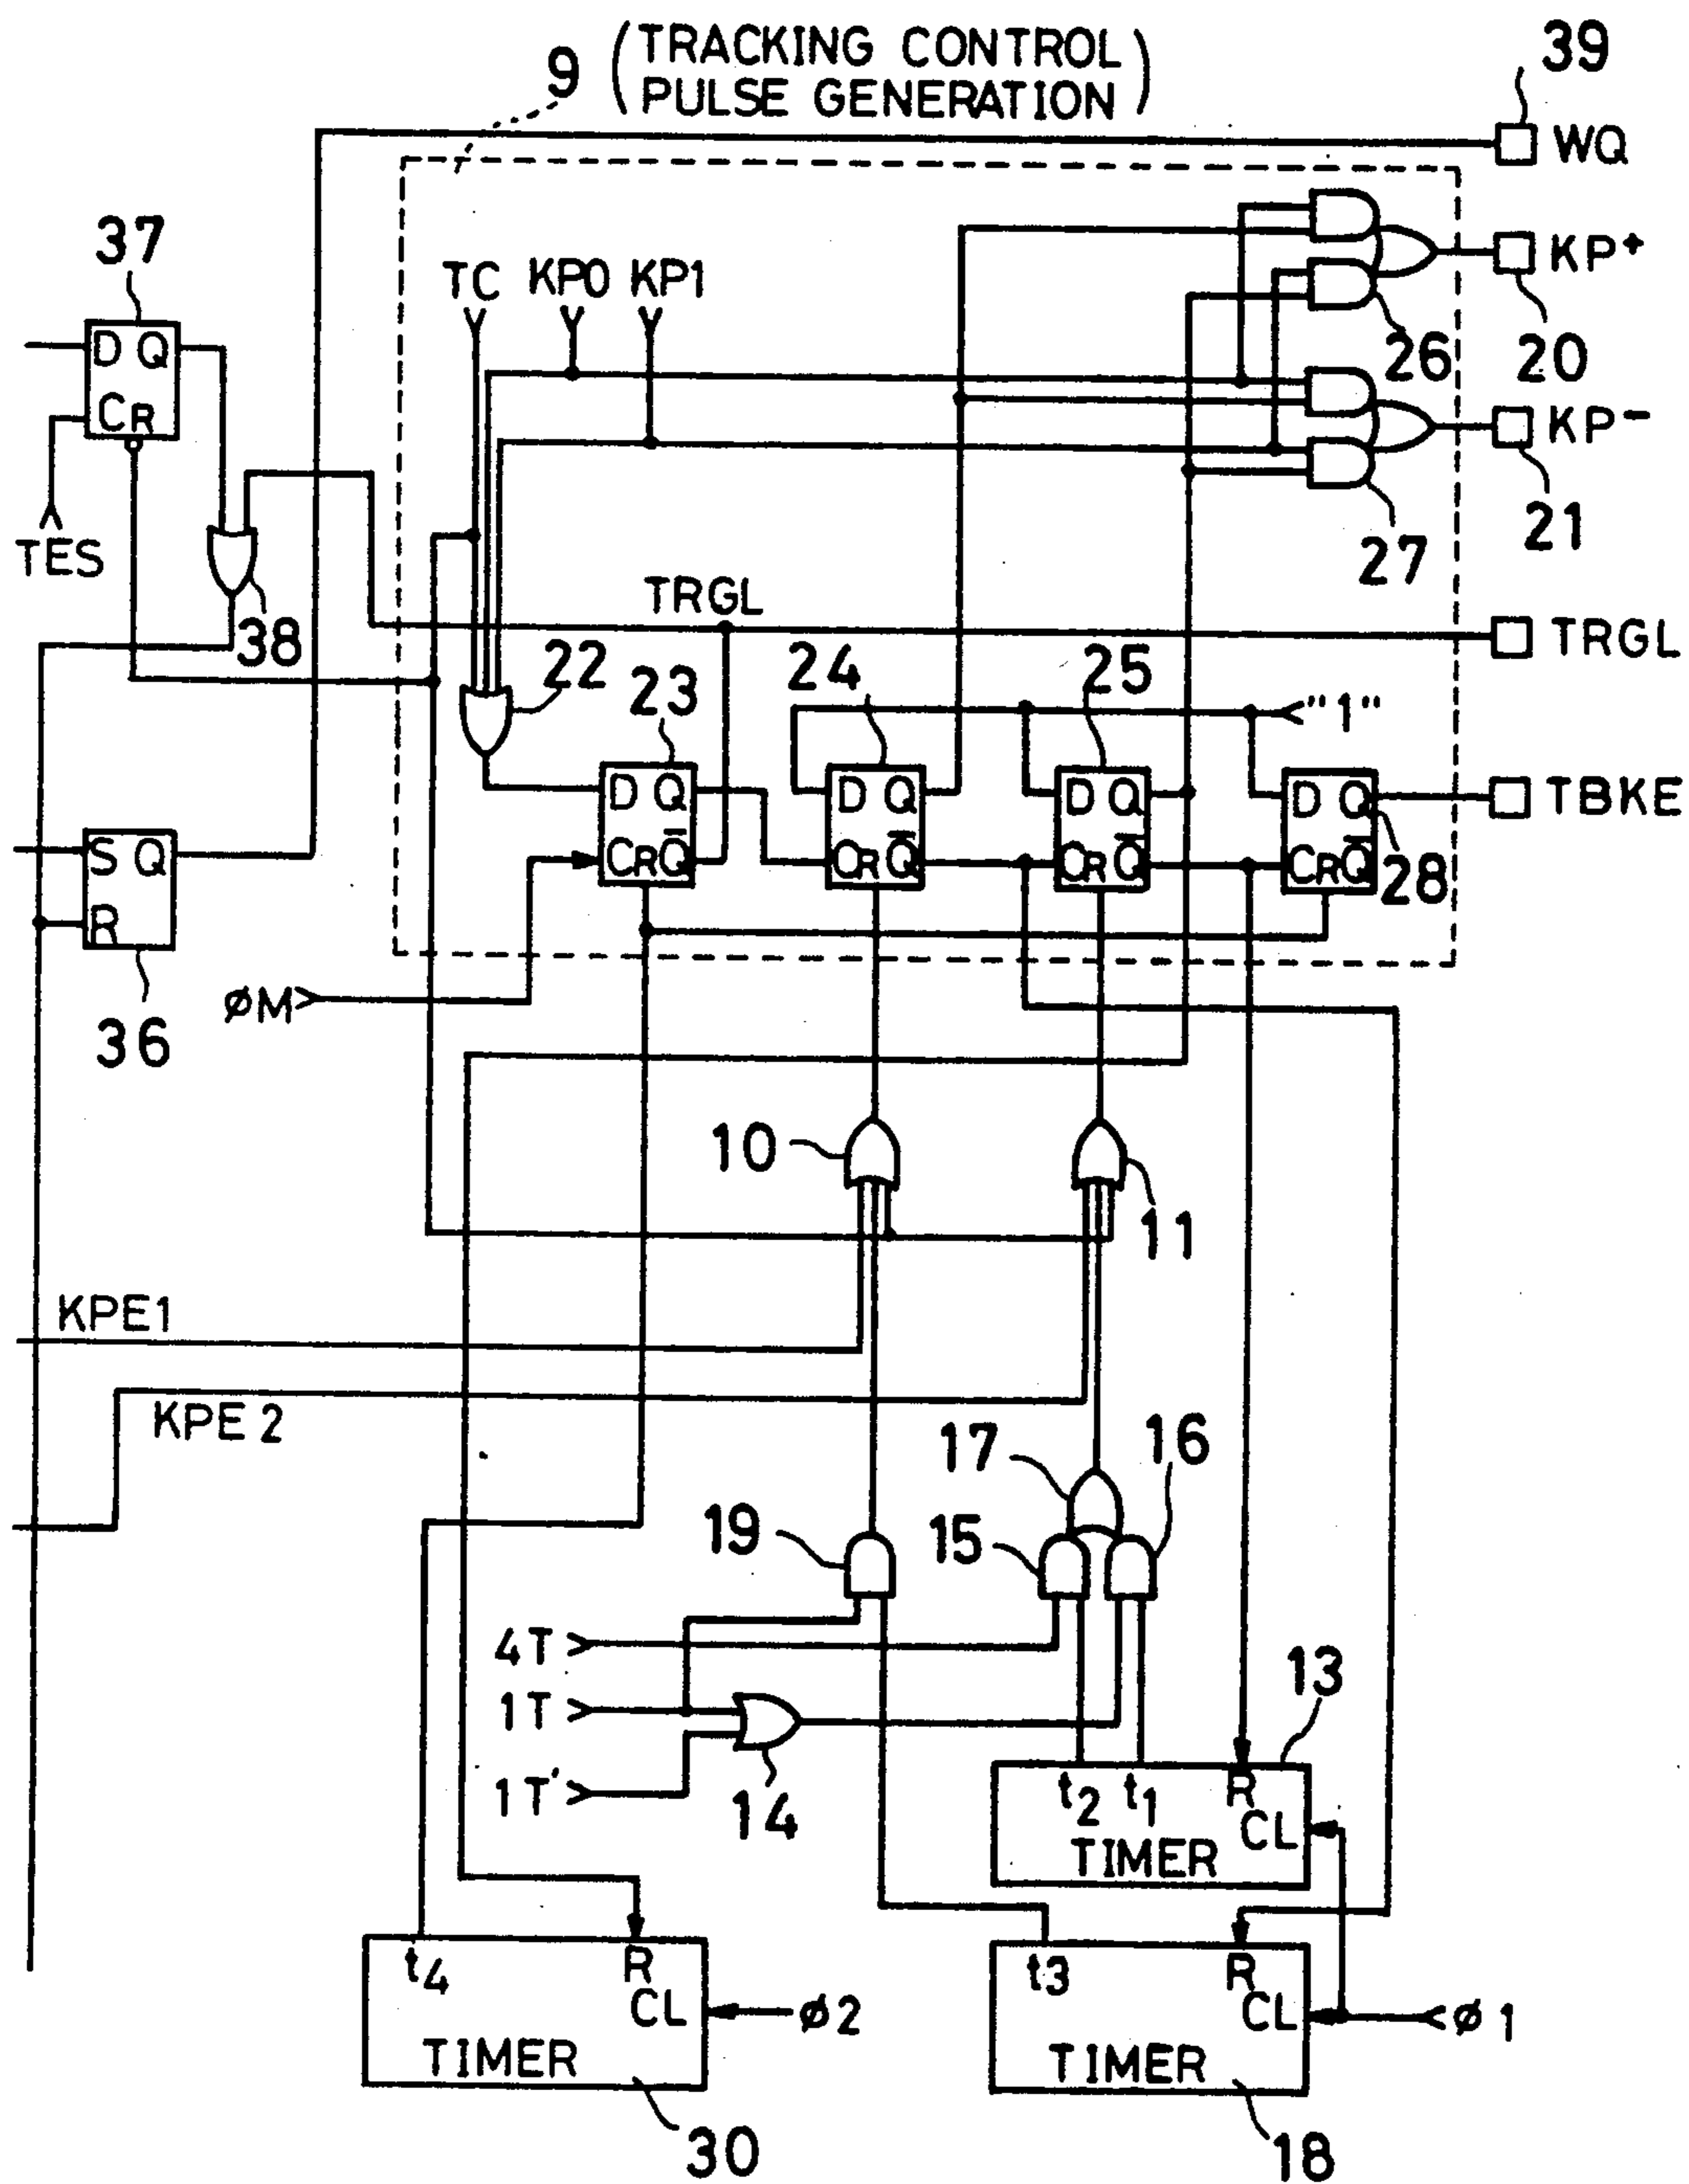 9 (TRACKING CONTROL
PULSE GENERATION)
39
WQ
37
TC KP0 KP1
KP+
26
20
D Q
CR
KP-
21
27
TES
38
TRGL
TRGL
22
23
24
25
"1"
D Q
CR Q̅
D Q
CR Q̅
D Q
CR Q̅
D Q
CR Q̅
TBKE
28
S Q
R
36
ØM
10
11
KPE1
KPE2
17
16
19
15
4T
1T
1T'
14
13
t2 t1 R
CL
TIMER
t4 R
CL
TIMER
Ø2
30
t3 R
CL
TIMER
Ø1
18